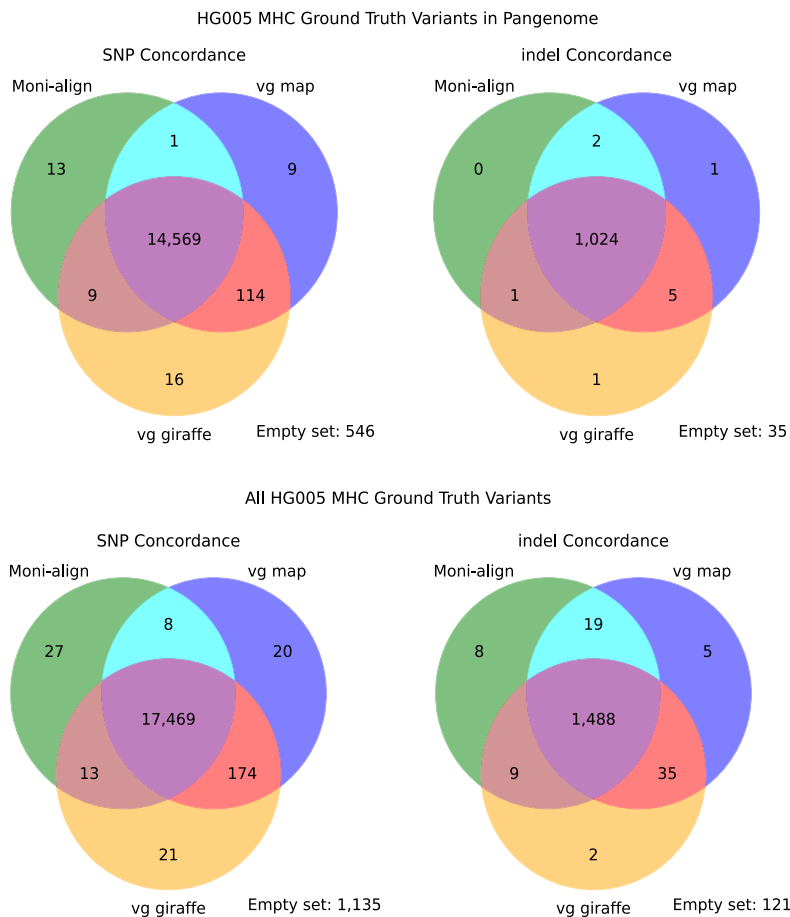 HG005 MHC Ground Truth Variants in Pangenome
SNP Concordance
indel Concordance
Moni-align
vg map
1
13
9
14,569
9
114
16
vg giraffe
Empty set: 546
Moni-align
vg map
2
0
1
1,024
1
5
1
vg giraffe
Empty set: 35
All HG005 MHC Ground Truth Variants
SNP Concordance
indel Concordance
Moni-align
vg map
8
27
20
17,469
13
174
21
vg giraffe
Empty set: 1,135
Moni-align
vg map
19
8
5
1,488
9
35
2
vg giraffe
Empty set: 121